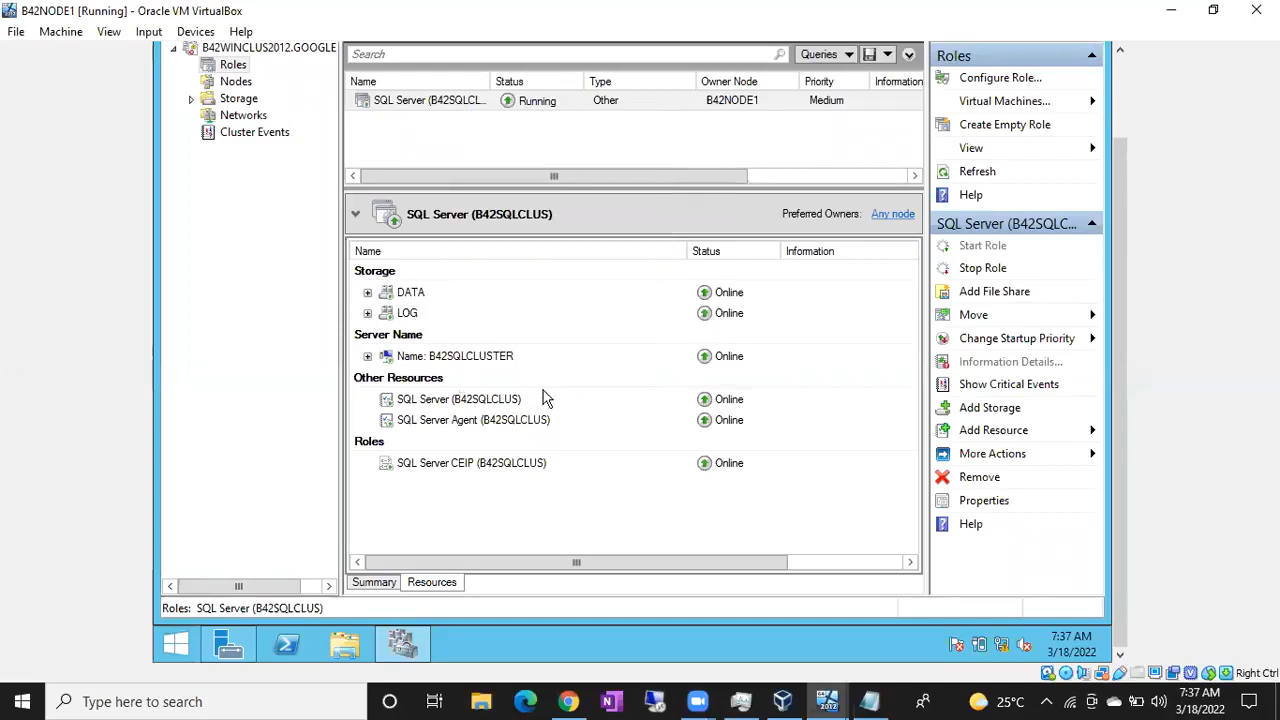 B42NODE1 [Running] - Oracle VM VirtualBox
File Machine View Input Devices Help
B42WINCLUS2012.GOOGLE
Roles
Nodes
Storage
Networks
Cluster Events
Search
Queries
Name Status Type Owner Node Priority Information
SQL Server (B42SQLCL... Running Other B42NODE1 Medium
SQL Server (B42SQLCLUS) Preferred Owners: Any node
Name Status Information
Storage
DATA Online
LOG Online
Server Name
Name: B42SQLCLUSTER Online
Other Resources
SQL Server (B42SQLCLUS) Online
SQL Server Agent (B42SQLCLUS) Online
Roles
SQL Server CEIP (B42SQLCLUS) Online
Summary Resources
Roles
Configure Role...
Virtual Machines...
Create Empty Role
View
Refresh
Help
SQL Server (B42SQLC...
Start Role
Stop Role
Add File Share
Move
Change Startup Priority
Information Details...
Show Critical Events
Add Storage
Add Resource
More Actions
Remove
Properties
Help
Roles: SQL Server (B42SQLCLUS)
7:37 AM
3/18/2022
Right Ctrl
Type here to search
2012
25°C
7:37 AM
3/18/2022